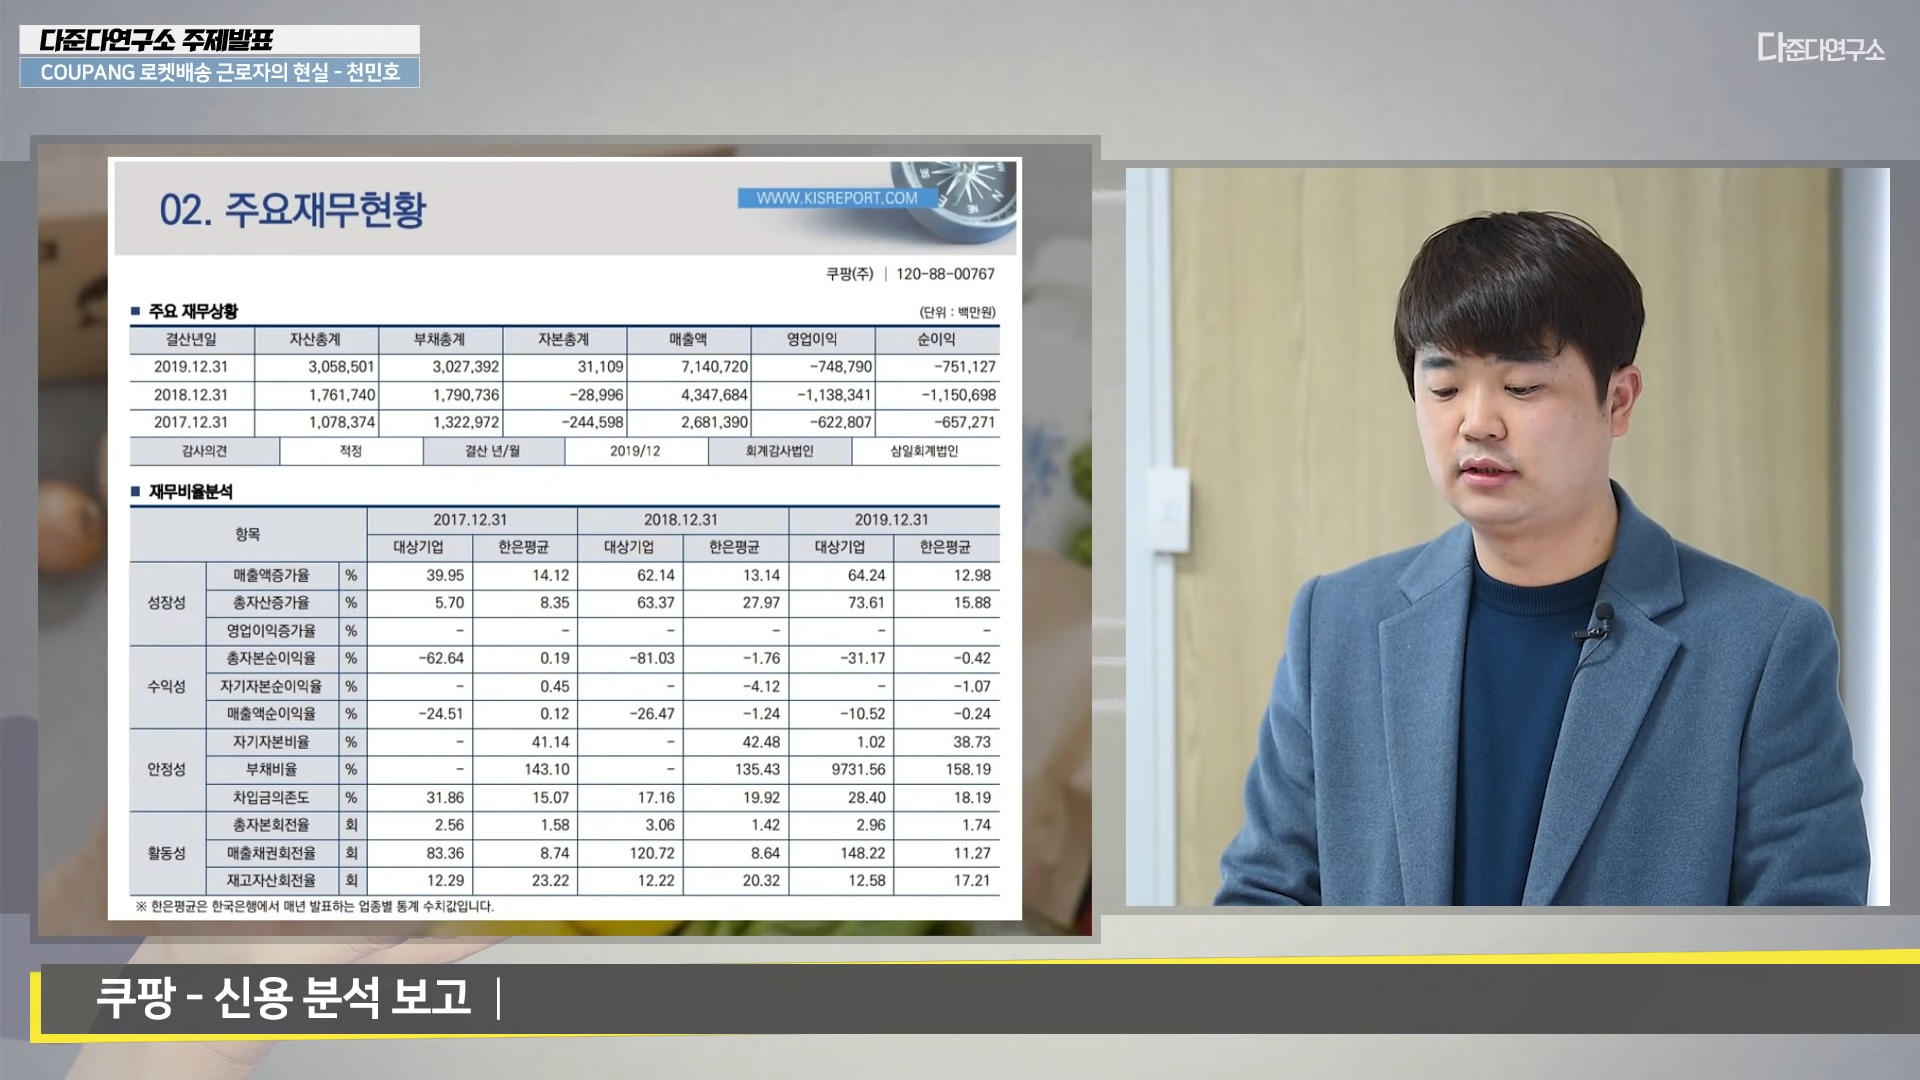 다준다연구소 주제발표
COUPANG 로켓배송 근로자의 현실 - 천민호
다준다연구소
02. 주요재무현황
WWW.KISREPORT.COM
쿠팡(주) | 120-88-00767
■ 주요 재무상황
(단위 : 백만원)
결산년일 자산총계 부채총계 자본총계 매출액 영업이익 순이익
2019.12.31 3,058,501 3,027,392 31,109 7,140,720 -748,790 -751,127
2018.12.31 1,761,740 1,790,736 -28,996 4,347,684 -1,138,341 -1,150,698
2017.12.31 1,078,374 1,322,972 -244,598 2,681,390 -622,807 -657,271
감사의견 적정 결산 년/월 2019/12 회계감사법인 삼일회계법인
■ 재무비율분석
항목 2017.12.31 2018.12.31 2019.12.31
대상기업 한은평균 대상기업 한은평균 대상기업 한은평균
성장성 매출액증가율 % 39.95 14.12 62.14 13.14 64.24 12.98
총자산증가율 % 5.70 8.35 63.37 27.97 73.61 15.88
영업이익증가율 % - - - - - -
수익성 총자본순이익율 % -62.64 0.19 -81.03 -1.76 -31.17 -0.42
자기자본순이익율 % - 0.45 - -4.12 - -1.07
매출액순이익율 % -24.51 0.12 -26.47 -1.24 -10.52 -0.24
안정성 자기자본비율 % - 41.14 - 42.48 1.02 38.73
부채비율 % - 143.10 - 135.43 9731.56 158.19
차입금의존도 % 31.86 15.07 17.16 19.92 28.40 18.19
활동성 총자본회전율 회 2.56 1.58 3.06 1.42 2.96 1.74
매출채권회전율 회 83.36 8.74 120.72 8.64 148.22 11.27
재고자산회전율 회 12.29 23.22 12.22 20.32 12.58 17.21
※ 한은평균은 한국은행에서 매년 발표하는 업종별 통계 수치값입니다.
쿠팡 - 신용 분석 보고 |